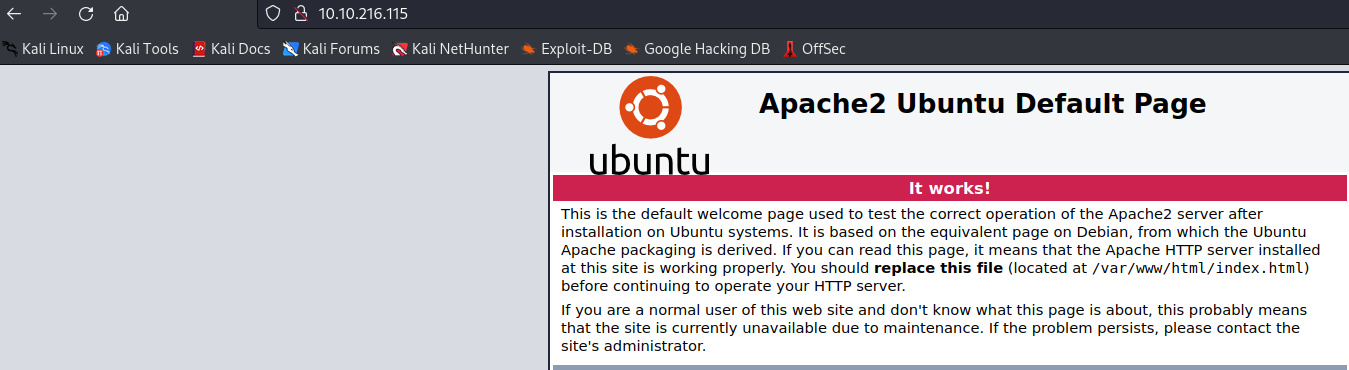 10.10.216.115
Kali Linux Kali Tools Kali Docs Kali Forums Kali NetHunter Exploit-DB Google Hacking DB OffSec
ubuntu
Apache2 Ubuntu Default Page
It works!
This is the default welcome page used to test the correct operation of the Apache2 server after
installation on Ubuntu systems. It is based on the equivalent page on Debian, from which the Ubuntu
Apache packaging is derived. If you can read this page, it means that the Apache HTTP server installed
at this site is working properly. You should replace this file (located at /var/www/html/index.html)
before continuing to operate your HTTP server.
If you are a normal user of this web site and don't know what this page is about, this probably means
that the site is currently unavailable due to maintenance. If the problem persists, please contact the
site's administrator.